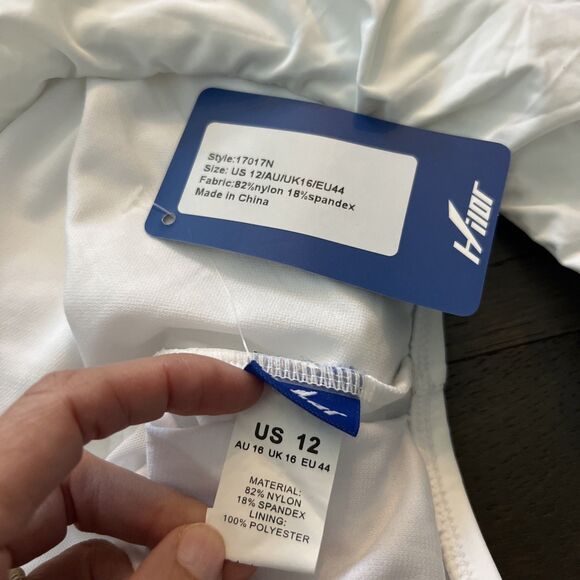 Style:17017N
Size: US 12/AU/UK16/EU44
Fabric:82%nylon 18%spandex
Made in China
Hilor
US 12
AU 16 UK 16 EU 44
MATERIAL:
82% NYLON
18% SPANDEX
LINING:
100% POLYESTER